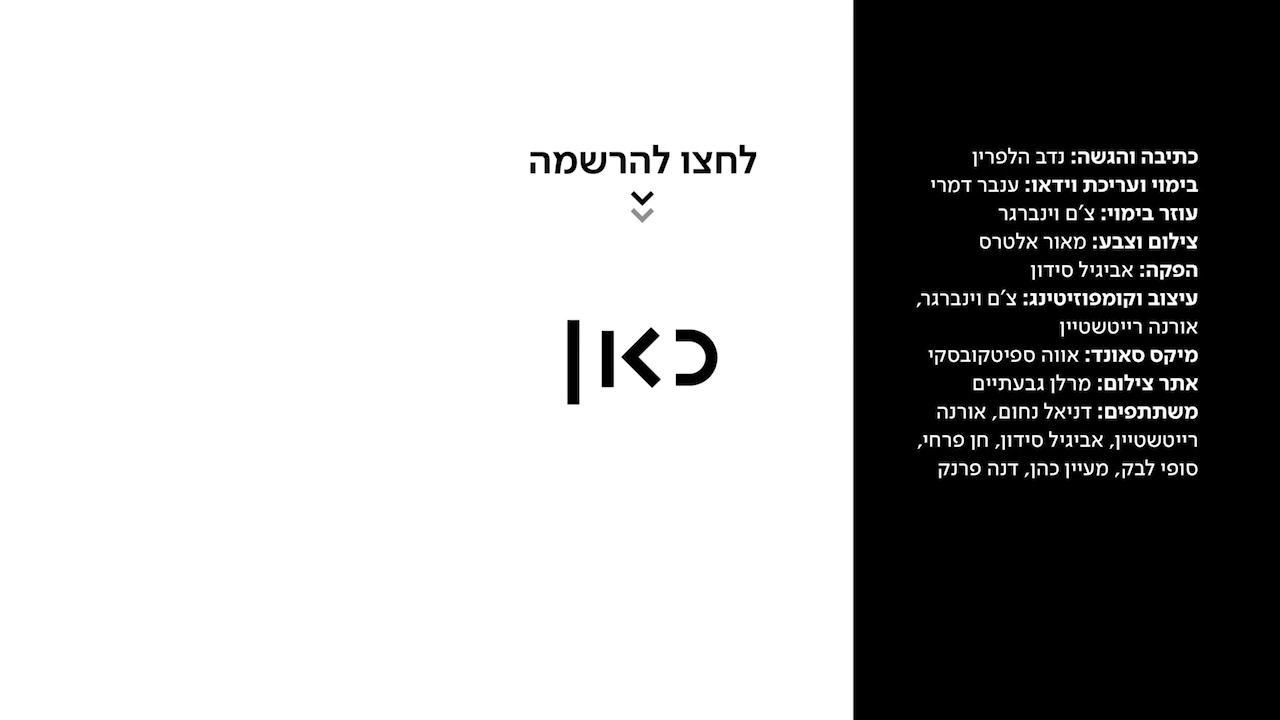 כתיבה והגשה: נדב הלפרין
בימוי ועריכת וידאו: ענבר דמרי
עוזר בימוי: צ׳ם וינברגר
צילום וצבע: מאור אלטרס
הפקה: אביגיל סידון
עיצוב וקומפוזיטינג: צ׳ם וינברגר,
אורנה רייטשטיין
מיקס סאונד: אווה ספיטקובסקי
אתר צילום: מרלן גבעתיים
משתתפים: דניאל נחום, אורנה
רייטשטיין, אביגיל סידון, חן פרחי,
סופי לבק, מעיין כהן, דנה פרנק
לחצו להרשמה
כאן